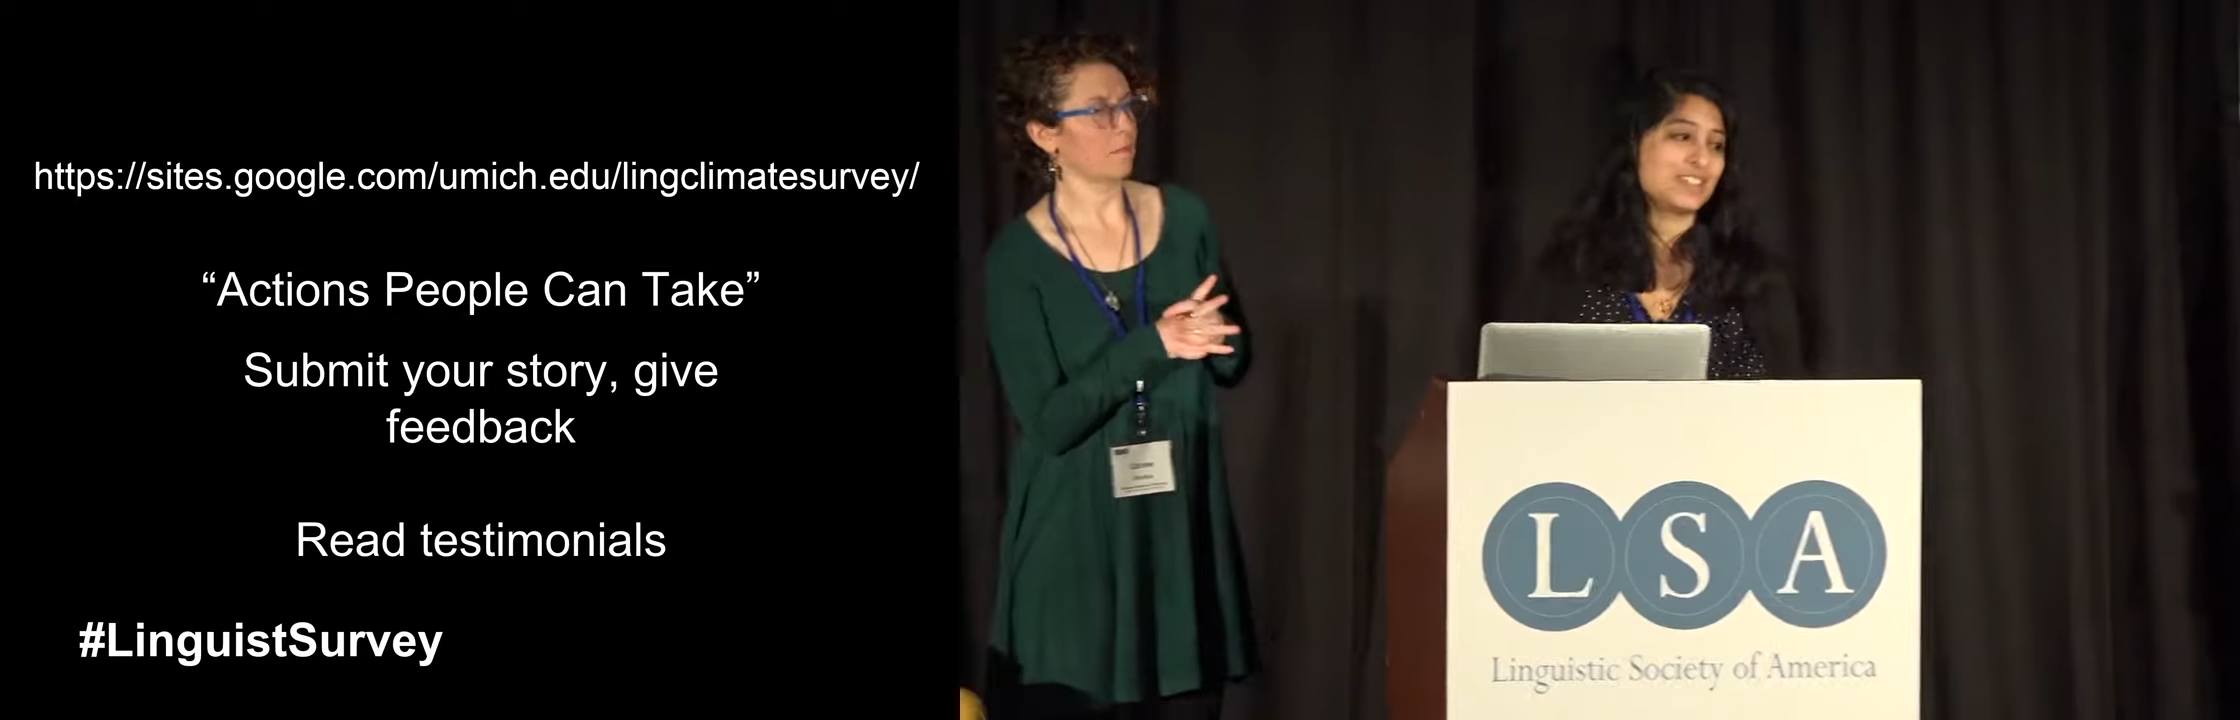 https://sites.google.com/umich.edu/lingclimatesurvey/
“Actions People Can Take”
Submit your story, give
feedback
Read testimonials
#LinguistSurvey
L S A
Linguistic Society of America